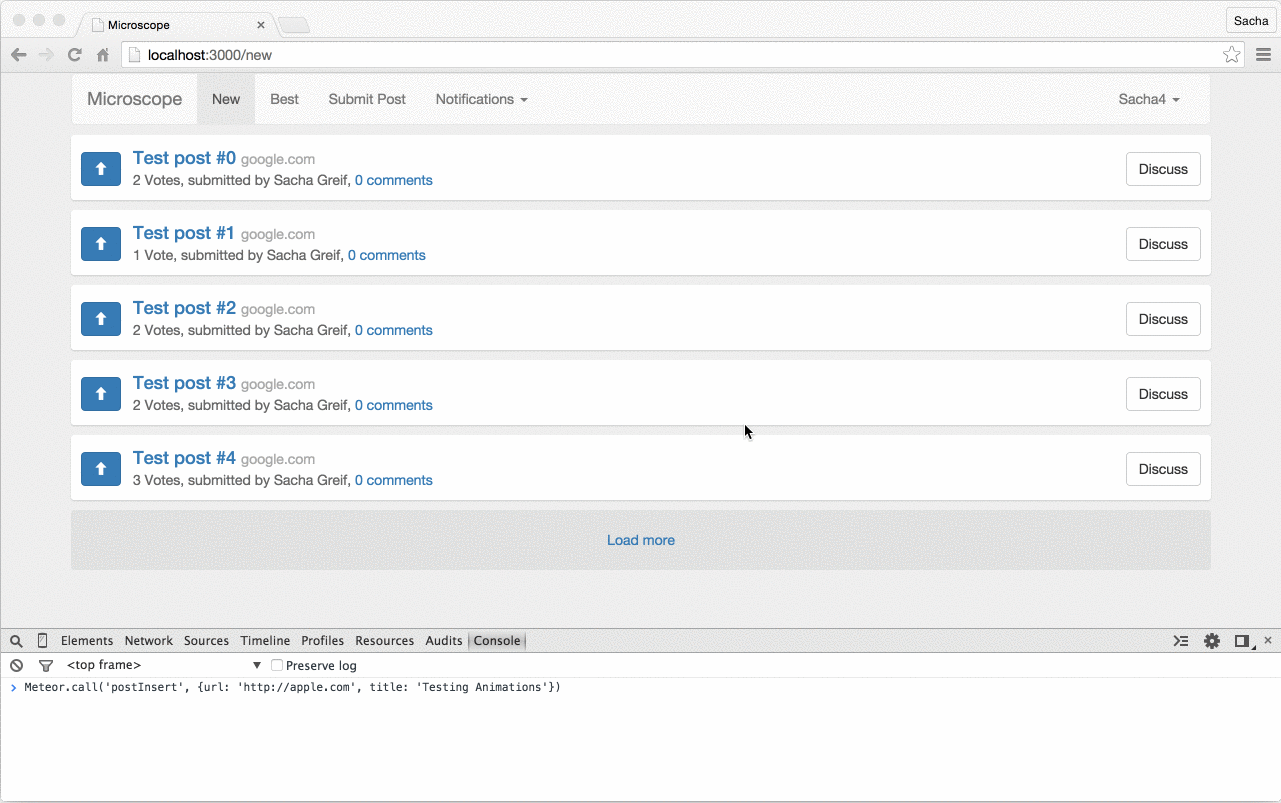 Microscope
Sacha
localhost:3000/new
Microscope New Best Submit Post Notifications Sacha4
Test post #0 google.com
2 Votes, submitted by Sacha Greif, 0 comments
Discuss
Test post #1 google.com
1 Vote, submitted by Sacha Greif, 0 comments
Discuss
Test post #2 google.com
2 Votes, submitted by Sacha Greif, 0 comments
Discuss
Test post #3 google.com
2 Votes, submitted by Sacha Greif, 0 comments
Discuss
Test post #4 google.com
3 Votes, submitted by Sacha Greif, 0 comments
Discuss
Load more
Elements Network Sources Timeline Profiles Resources Audits Console
<top frame> Preserve log
Meteor.call('postInsert', {url: 'http://apple.com', title: 'Testing Animations'})